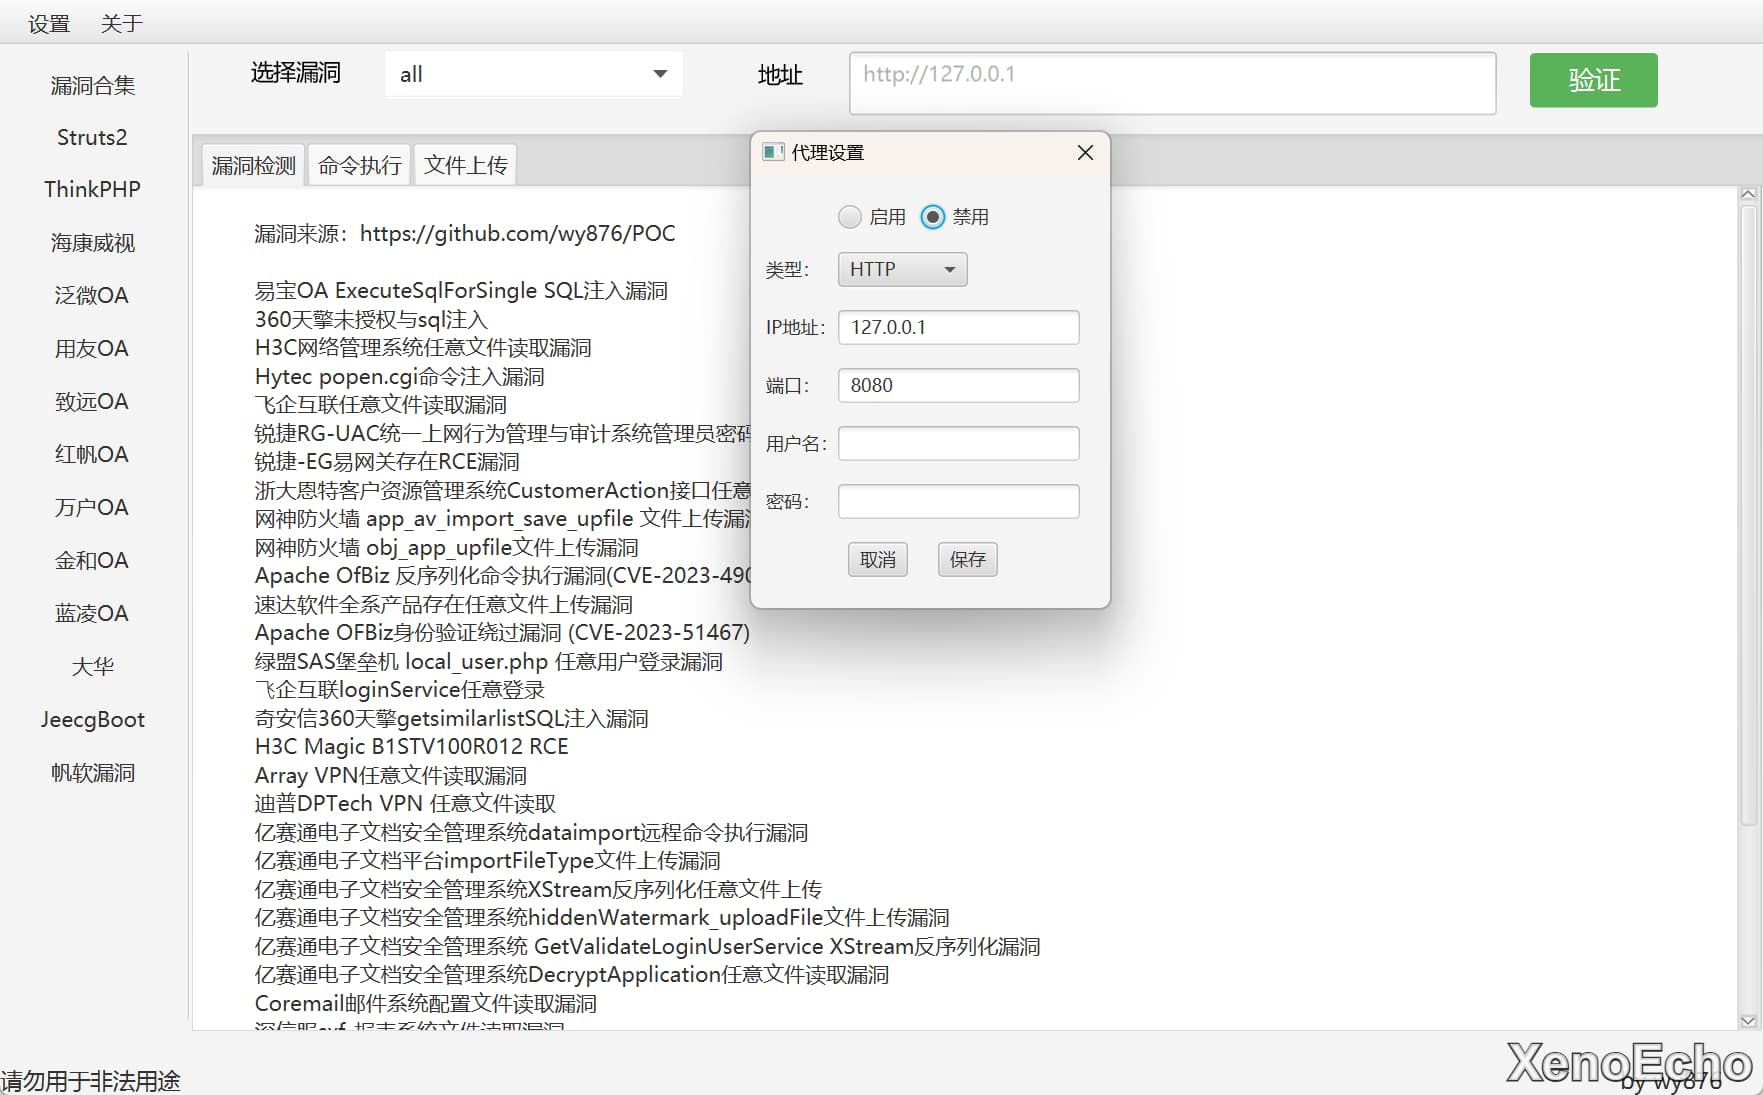 设置 关于
选择漏洞 all 地址 http://127.0.0.1 验证
漏洞合集
Struts2
ThinkPHP
海康威视
泛微OA
用友OA
致远OA
红帆OA
万户OA
金和OA
蓝凌OA
大华
JeecgBoot
帆软漏洞
漏洞检测 命令执行 文件上传
漏洞来源：https://github.com/wy876/POC
易宝OA ExecuteSqlForSingle SQL注入漏洞
360天擎未授权与sql注入
H3C网络管理系统任意文件读取漏洞
Hytec popen.cgi命令注入漏洞
飞企互联任意文件读取漏洞
锐捷RG-UAC统一上网行为管理与审计系统管理员密码
锐捷-EG易网关存在RCE漏洞
浙大恩特客户资源管理系统CustomerAction接口任意
网神防火墙 app_av_import_save_upfile 文件上传漏
网神防火墙 obj_app_upfile文件上传漏洞
Apache OfBiz 反序列化命令执行漏洞(CVE-2023-490
速达软件全系产品存在任意文件上传漏洞
Apache OFBiz身份验证绕过漏洞 (CVE-2023-51467)
绿盟SAS堡垒机 local_user.php 任意用户登录漏洞
飞企互联loginService任意登录
奇安信360天擎getsimilarlistSQL注入漏洞
H3C Magic B1STV100R012 RCE
Array VPN任意文件读取漏洞
迪普DPTech VPN 任意文件读取
亿赛通电子文档安全管理系统dataimport远程命令执行漏洞
亿赛通电子文档平台importFileType文件上传漏洞
亿赛通电子文档安全管理系统XStream反序列化任意文件上传
亿赛通电子文档安全管理系统hiddenWatermark_uploadFile文件上传漏洞
亿赛通电子文档安全管理系统 GetValidateLoginUserService XStream反序列化漏洞
亿赛通电子文档安全管理系统DecryptApplication任意文件读取漏洞
Coremail邮件系统配置文件读取漏洞
代理设置
启用 禁用
类型： HTTP
IP地址： 127.0.0.1
端口： 8080
用户名：
密码：
取消 保存
请勿用于非法用途
XenoEcho
by wy876